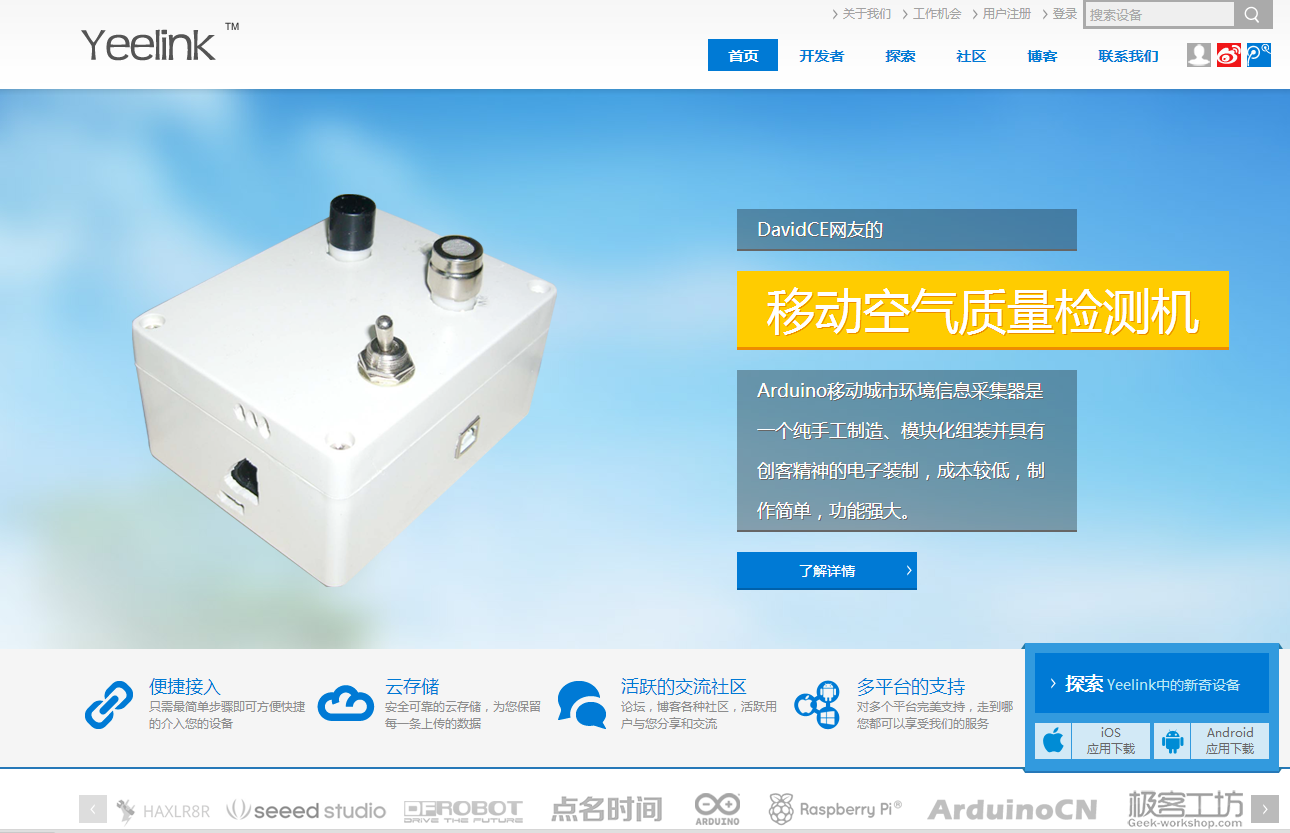 Yeelink TM
关于我们 工作机会 用户注册 登录 搜索设备
首页 开发者 探索 社区 博客 联系我们
DavidCE网友的
移动空气质量检测机
Arduino移动城市环境信息采集器是
一个纯手工制造、模块化组装并具有
创客精神的电子装制，成本较低，制
作简单，功能强大。
了解详情
便捷接入
只需最简单步骤即可方便快捷
的介入您的设备
云存储
安全可靠的云存储，为您保留
每一条上传的数据
活跃的交流社区
论坛，博客各种社区，活跃用
户与您分享和交流
多平台的支持
对多个平台完美支持，走到哪
您都可以享受我们的服务
探索 Yeelink中的新奇设备
iOS
应用下载
Android
应用下载
HAXLR8R
seeed studio
DFROBOT
DRIVE THE FUTURE
点名时间
ARDUINO
Raspberry Pi®
ArduinoCN
极客工坊
Geek-workshop.com